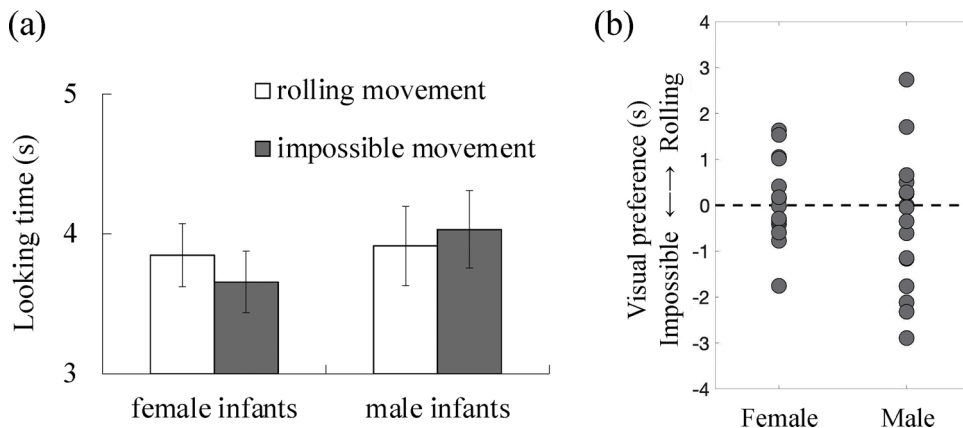 (a)
Looking time (s)
5
4
3
rolling movement
impossible movement
female infants
male infants
(b)
Visual preference (s)
Impossible ←→ Rolling
4
3
2
1
0
-1
-2
-3
-4
Female
Male